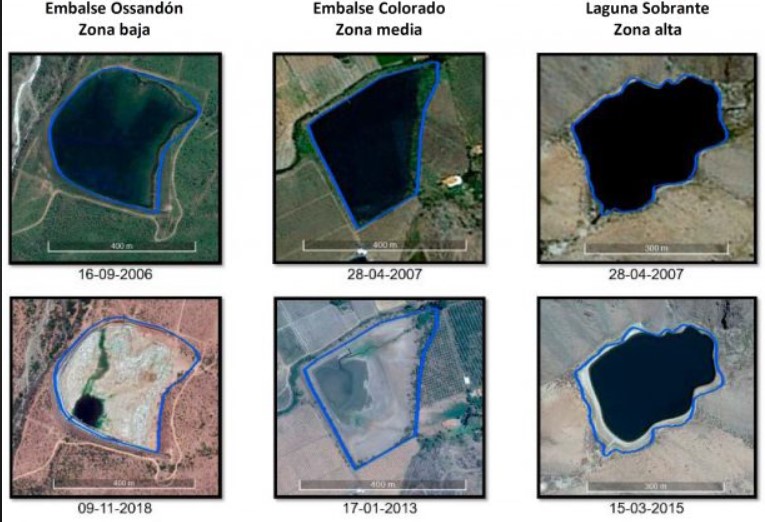 Embalse Ossandón
Zona baja
Embalse Colorado
Zona media
Laguna Sobrante
Zona alta
400 m
400 m
300 m
16-09-2006
28-04-2007
28-04-2007
400 m
400 m
300 m
09-11-2018
17-01-2013
15-03-2015